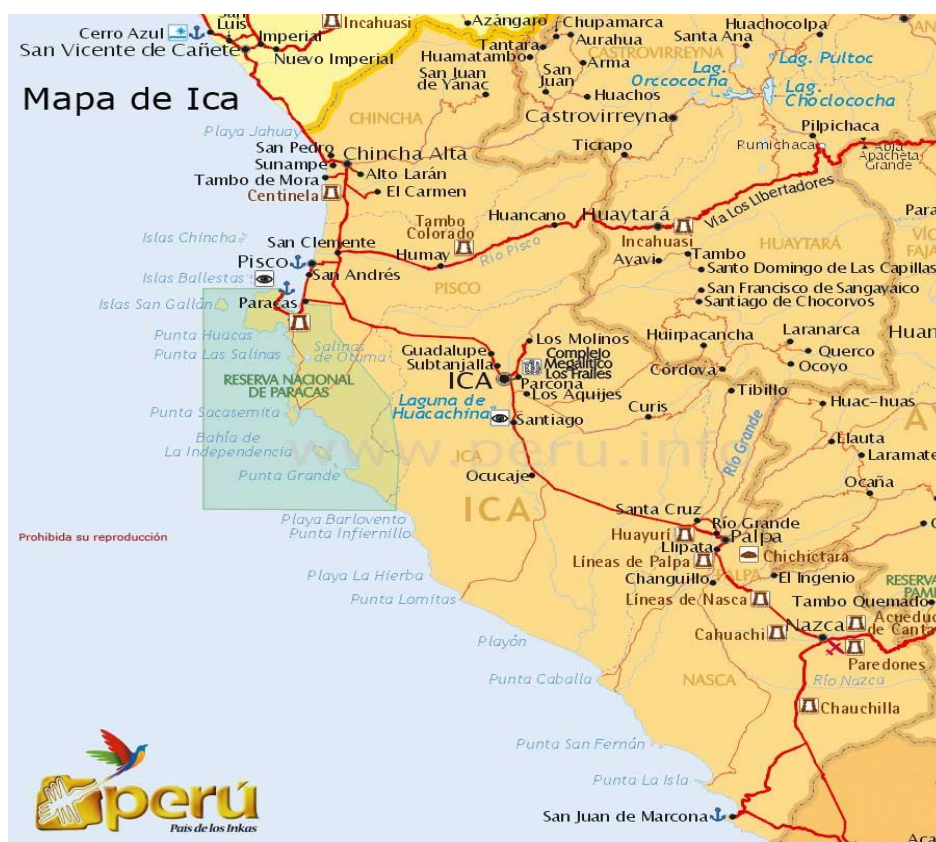 Incahuasi
Azángaro
Chupamarca
Huachocolpa
Cerro Azul
Luis
Imperial
Tantara
Aurahua
Santa Ana
CASTROVIRREYNA
San Vicente de Cañete
Nuevo Imperial
Huamatambo
Arma
Lag. Pultoc
San Juan
de Yanac
San
Juan
Huachos
Lag.
Orccococha
Lag.
Choclococha
Mapa de Ica
CHINCHA
Castrovirreyna
Playa Jahuay
Pilpichaca
San Pedro
Ticrapo
Rumichaca
Abra
Apacheta
Grande
Sunampe
Chincha Alta
Tambo de Mora
Alto Larán
Centinela
El Carmen
Vía Los Libertadores
Tambo
Colorado
Huancano
Huaytará
Islas Chincha
San Clemente
Río Pisco
Incahuasi
HUAYTARÁ
Pisco
Humay
Ayavi
Tambo
Islas Ballestas
San Andrés
Santo Domingo de Las Capillas
PISCO
San Francisco de Sangayaico
Islas San Gallán
Paracas
Santiago de Chocorvos
Punta Huacas
Los Molinos
Huirpacancha
Laranarca
Punta Las Salinas
Salinas
de Otuma
Guadalupe
Complejo
Megalítico
Los Frailes
Querco
Subtanjalla
Córdova
Ocoyo
RESERVA NACIONAL
DE PARACAS
ICA
Parcona
Los Aquijes
Tibillo
Laguna de
Huacachina
Curis
Huac-huas
Punta Sacasemita
Santiago
Río Grande
Bahía de
La Independencia
www.peru.info
Llauta
ICA
Laramate
Punta Grande
Ocucaje
Ocaña
ICA
Santa Cruz
Playa Barlovento
Río Grande
Punta Infiernillo
Huayurí
Palpa
Prohibida su reproducción
Llipata
Chichictara
Líneas de Palpa
PALPA
Playa La Hierba
Changuillo
El Ingenio
Punta Lomitas
Líneas de Nasca
Tambo Quemado
Nazca
Cahuachi
Playón
Paredones
Punta Caballa
NASCA
Río Nazca
Chauchilla
Punta San Fernán
Punta La Isla
perú
País de los Inkas
San Juan de Marcona